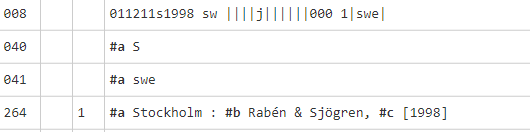 008 011211s1998 sw ||||j||||||000 1|swe|
040 #a S
041 #a swe
264 1 #a Stockholm : #b Rabén & Sjögren, #c [1998]